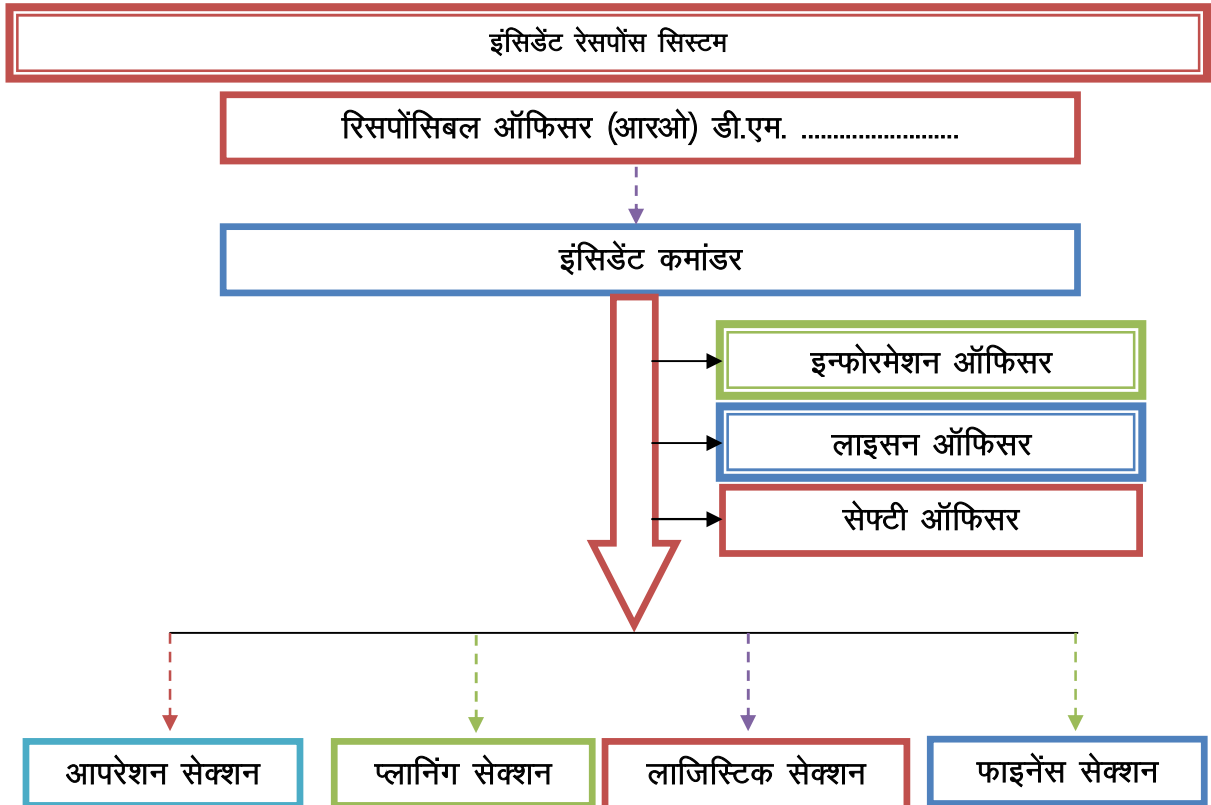 इंसिडेंट रेसपोंस सिस्टम
रिसपोंसिबल ऑफिसर (आरओ) डी.एम. .........................
इंसिडेंट कमांडर
इन्फोरमेशन ऑफिसर
लाइसन ऑफिसर
सेफ्टी ऑफिसर
आपरेशन सेक्शन
प्लानिंग सेक्शन
लाजिस्टिक सेक्शन
फाइनेंस सेक्शन